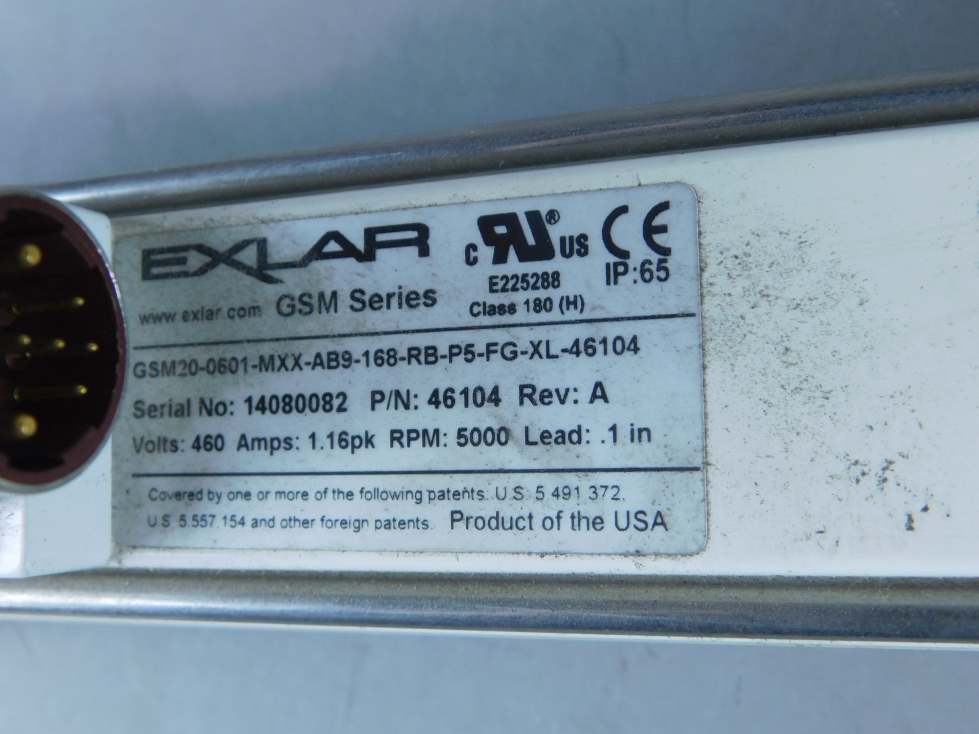 EXLAR
c RU® US CE
E225288 IP:65
www.exlar.com GSM Series Class 180 (H)
GSM20-0601-MXX-AB9-168-RB-P5-FG-XL-46104
Serial No: 14080082 P/N: 46104 Rev: A
Volts: 460 Amps: 1.16pk RPM: 5000 Lead: .1 in
Covered by one or more of the following patents: U.S. 5 491 372,
U S 5,557,154 and other foreign patents. Product of the USA